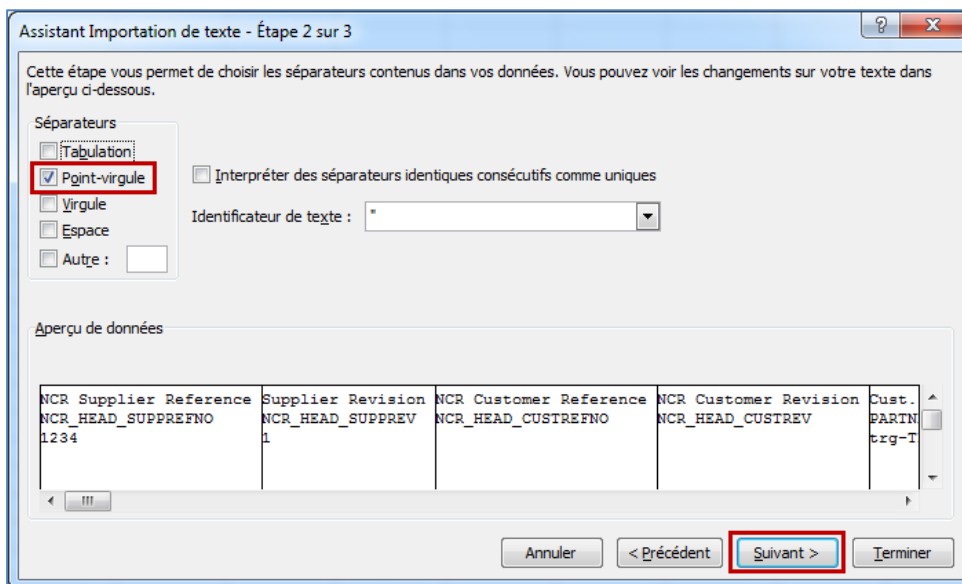 Assistant Importation de texte - Étape 2 sur 3
Cette étape vous permet de choisir les séparateurs contenus dans vos données. Vous pouvez voir les changements sur votre texte dans
l'aperçu ci-dessous.
Séparateurs
Tabulation
Point-virgule
Virgule
Espace
Autre :
Interpréter des séparateurs identiques consécutifs comme uniques
Identificateur de texte : "
Aperçu de données
NCR Supplier Reference Supplier Revision NCR Customer Reference NCR Customer Revision Cust.
NCR_HEAD_SUPPREFNO NCR_HEAD_SUPPREV NCR_HEAD_CUSTREFNO NCR_HEAD_CUSTREV PARTN
1234 1 trg-T
Annuler < Précédent Suivant > Terminer